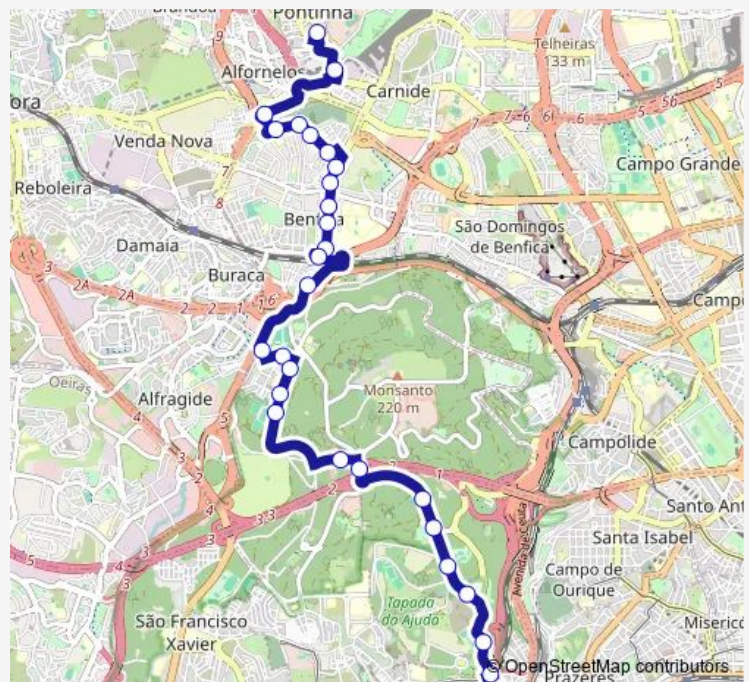 Pontinha
Alfornelos
Telheiras
133 m
Carnide
ora
Venda Nova
Campo Grande
Reboleira
São Domingos
de Benfica
Damaia
Buraca
Oeiras
Monsanto
220 m
Alfragide
Campolide
Santo Ant
Santa Isabel
Avenida de Ceuta
Campo de
Ourique
Tapada
da Ajuda
São Francisco
Xavier
Miserico
Prazeres
© OpenStreetMap contributors